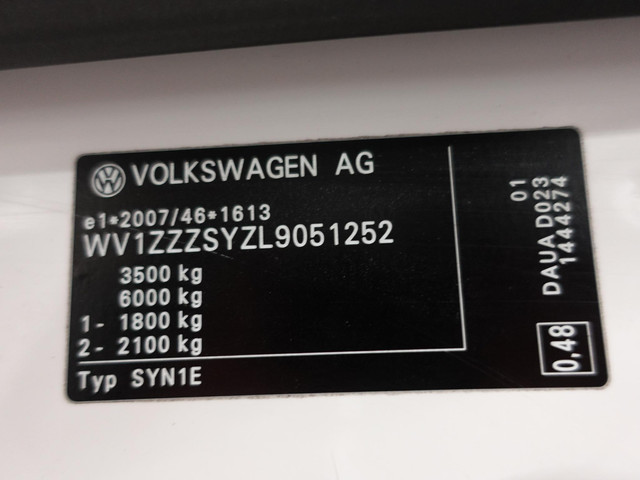 VOLKSWAGEN AG
e1*2007/46*1613
WV1ZZZSYZL9051252
3500 kg
6000 kg
1- 1800 kg
2- 2100 kg
Typ SYN1E
01
DAUA D023
1444274
0.48